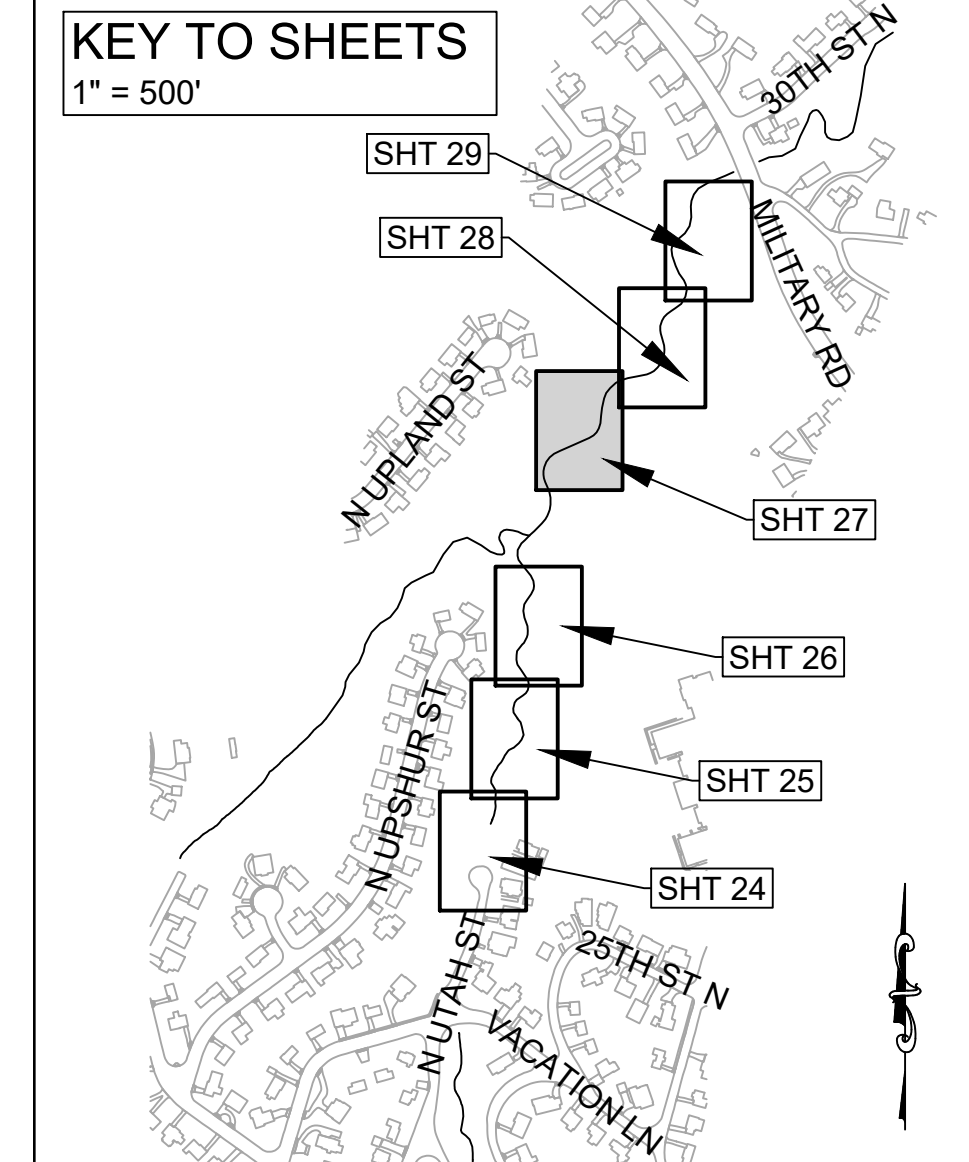 KEY TO SHEETS
1" = 500'
30TH ST N
SHT 29
SHT 28
MILITARY RD
N UPLAND ST
SHT 27
SHT 26
N UPSHUR ST
SHT 25
SHT 24
25TH ST N
N UTAH ST
VACATION LN